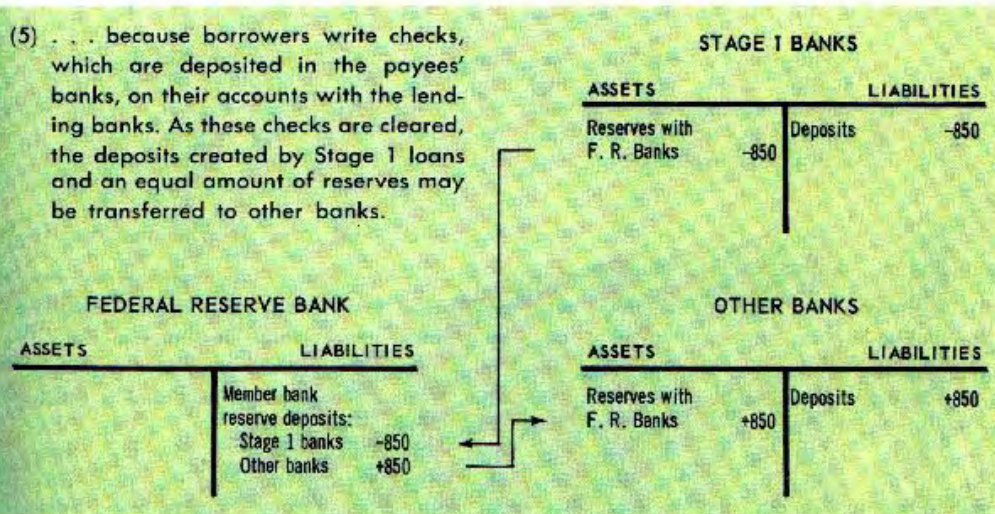 (5) . . . because borrowers write checks,
which are deposited in the payees'
banks, on their accounts with the lend-
ing banks. As these checks are cleared,
the deposits created by Stage 1 loans
and an equal amount of reserves may
be transferred to other banks.
STAGE 1 BANKS
ASSETS LIABILITIES
Reserves with Deposits -850
F. R. Banks -850
FEDERAL RESERVE BANK
ASSETS LIABILITIES
Member bank
reserve deposits:
Stage 1 banks -850
Other banks +850
OTHER BANKS
ASSETS LIABILITIES
Reserves with Deposits +850
F. R. Banks +850